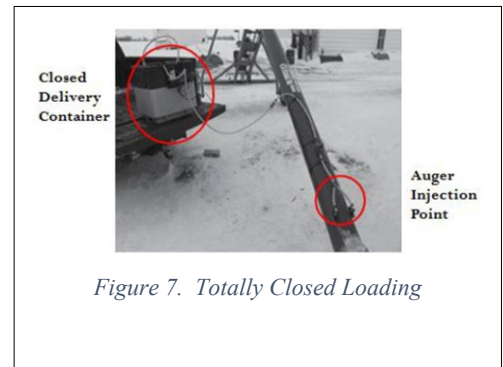 Closed
Delivery
Container
Auger
Injection
Point
Figure 7. Totally Closed Loading